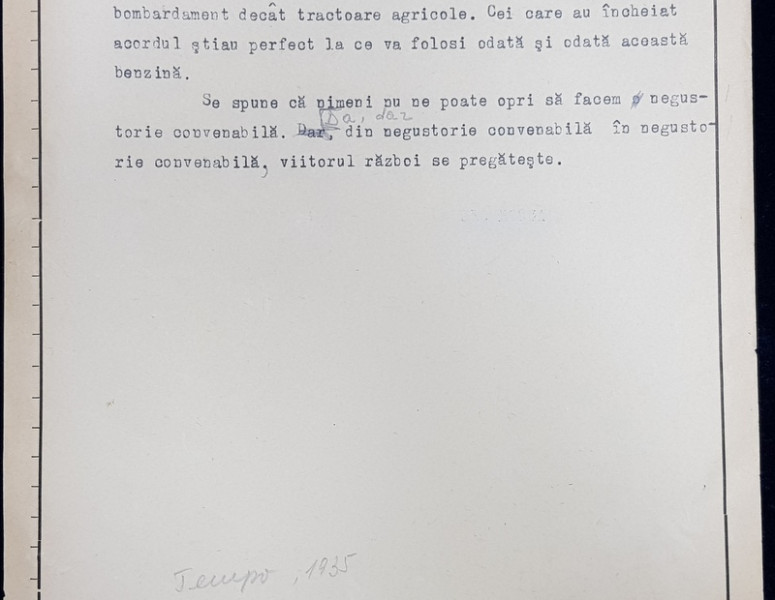 bombardament decât tractoare agricole. Cei care au încheiat
acordul ştiau perfect la ce va folosi odată şi odată această
benzină.
Se spune că nimeni nu ne poate opri să facem o negus-
Da, dar
torie convenabilă. Dar, din negustorie convenabilă în negusto-
rie convenabilă, viitorul război se pregăteşte.
Tempo, 1935